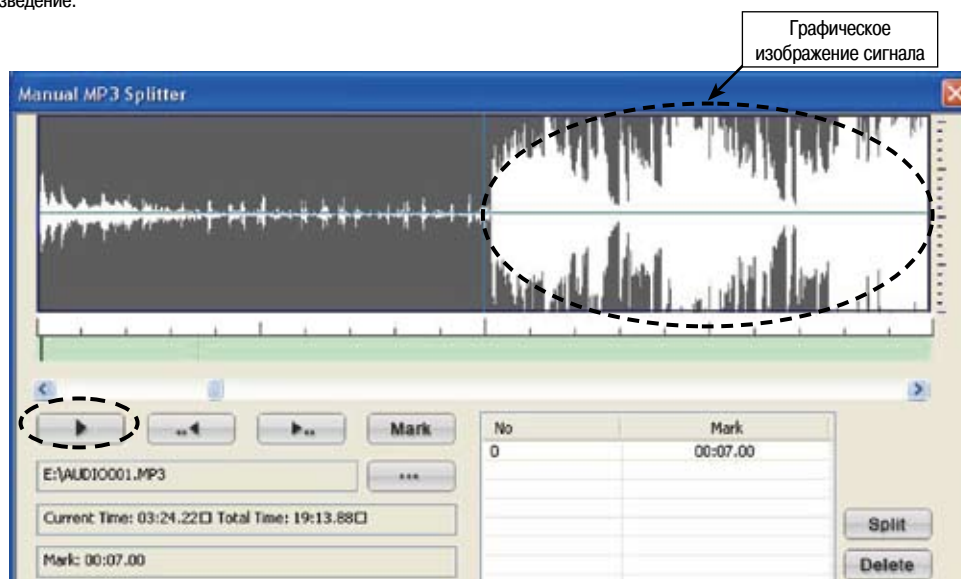 зведение.
Графическое
изображение сигнала
Manual MP3 Splitter
Mark
No Mark
0 00:07.00
E:\AUDIO001.MP3
...
Current Time: 03:24.22□ Total Time: 19:13.88□
Split
Mark: 00:07.00
Delete